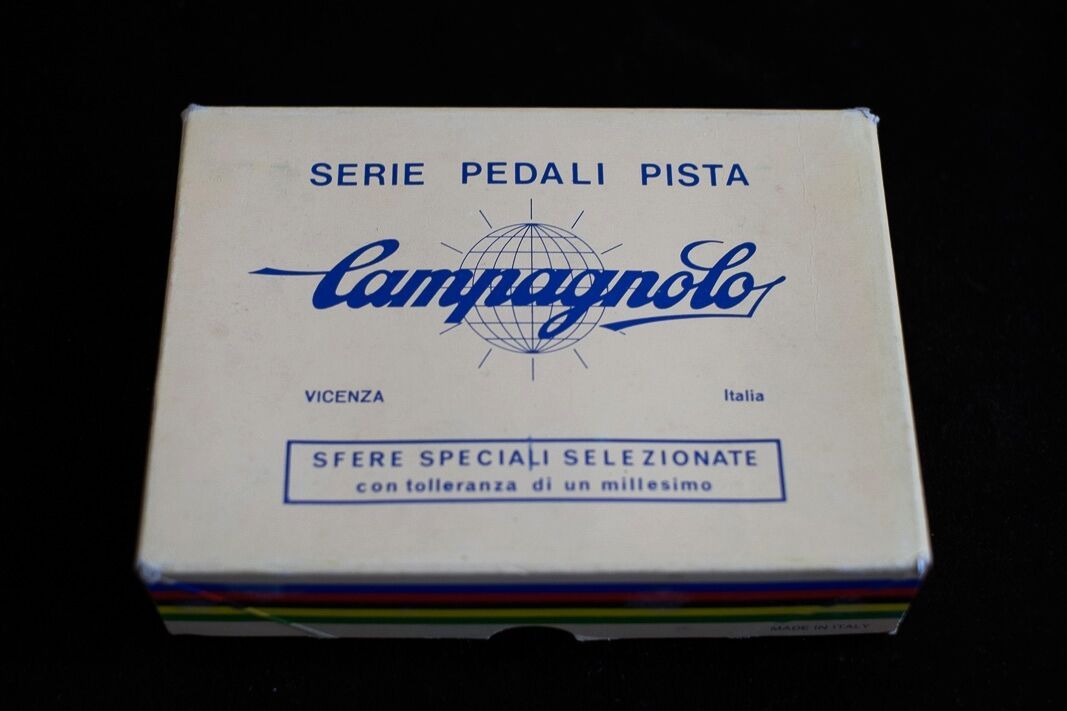 SERIE PEDALI PISTA
Campagnolo
VICENZA Italia
SFERE SPECIALI SELEZIONATE
con tolleranza di un millesimo
MADE IN ITALY